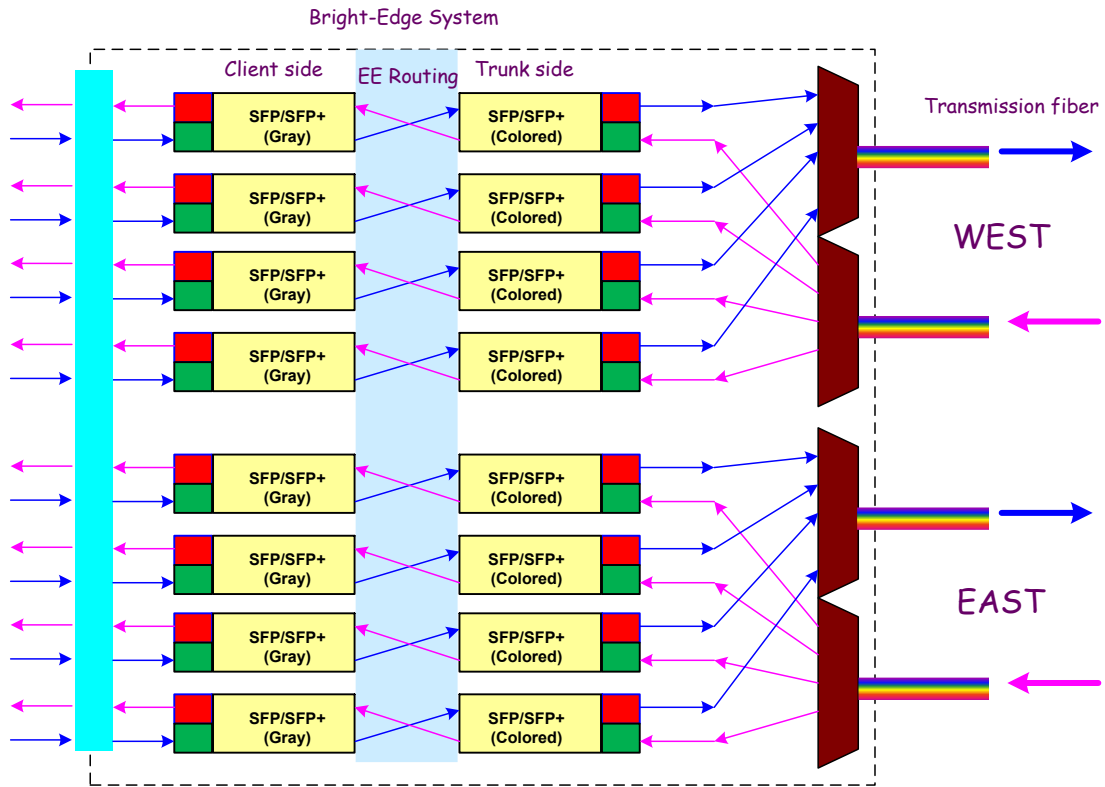 Bright-Edge System
Client side
EE Routing
Trunk side
Transmission fiber
SFP/SFP+
(Gray)
SFP/SFP+
(Colored)
SFP/SFP+
(Gray)
SFP/SFP+
(Colored)
WEST
SFP/SFP+
(Gray)
SFP/SFP+
(Colored)
SFP/SFP+
(Gray)
SFP/SFP+
(Colored)
SFP/SFP+
(Gray)
SFP/SFP+
(Colored)
SFP/SFP+
(Gray)
SFP/SFP+
(Colored)
EAST
SFP/SFP+
(Gray)
SFP/SFP+
(Colored)
SFP/SFP+
(Gray)
SFP/SFP+
(Colored)